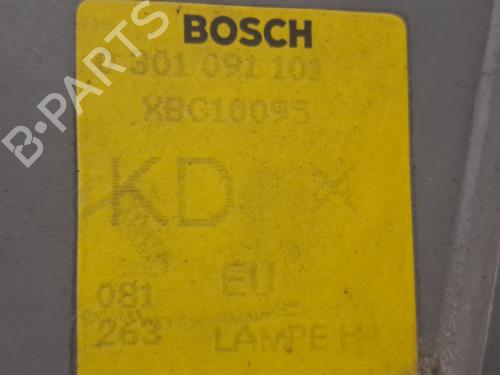 BOSCH
301 091 101
XBC10095
KD
EU
081
263 LAMPE H4
B-PARTS